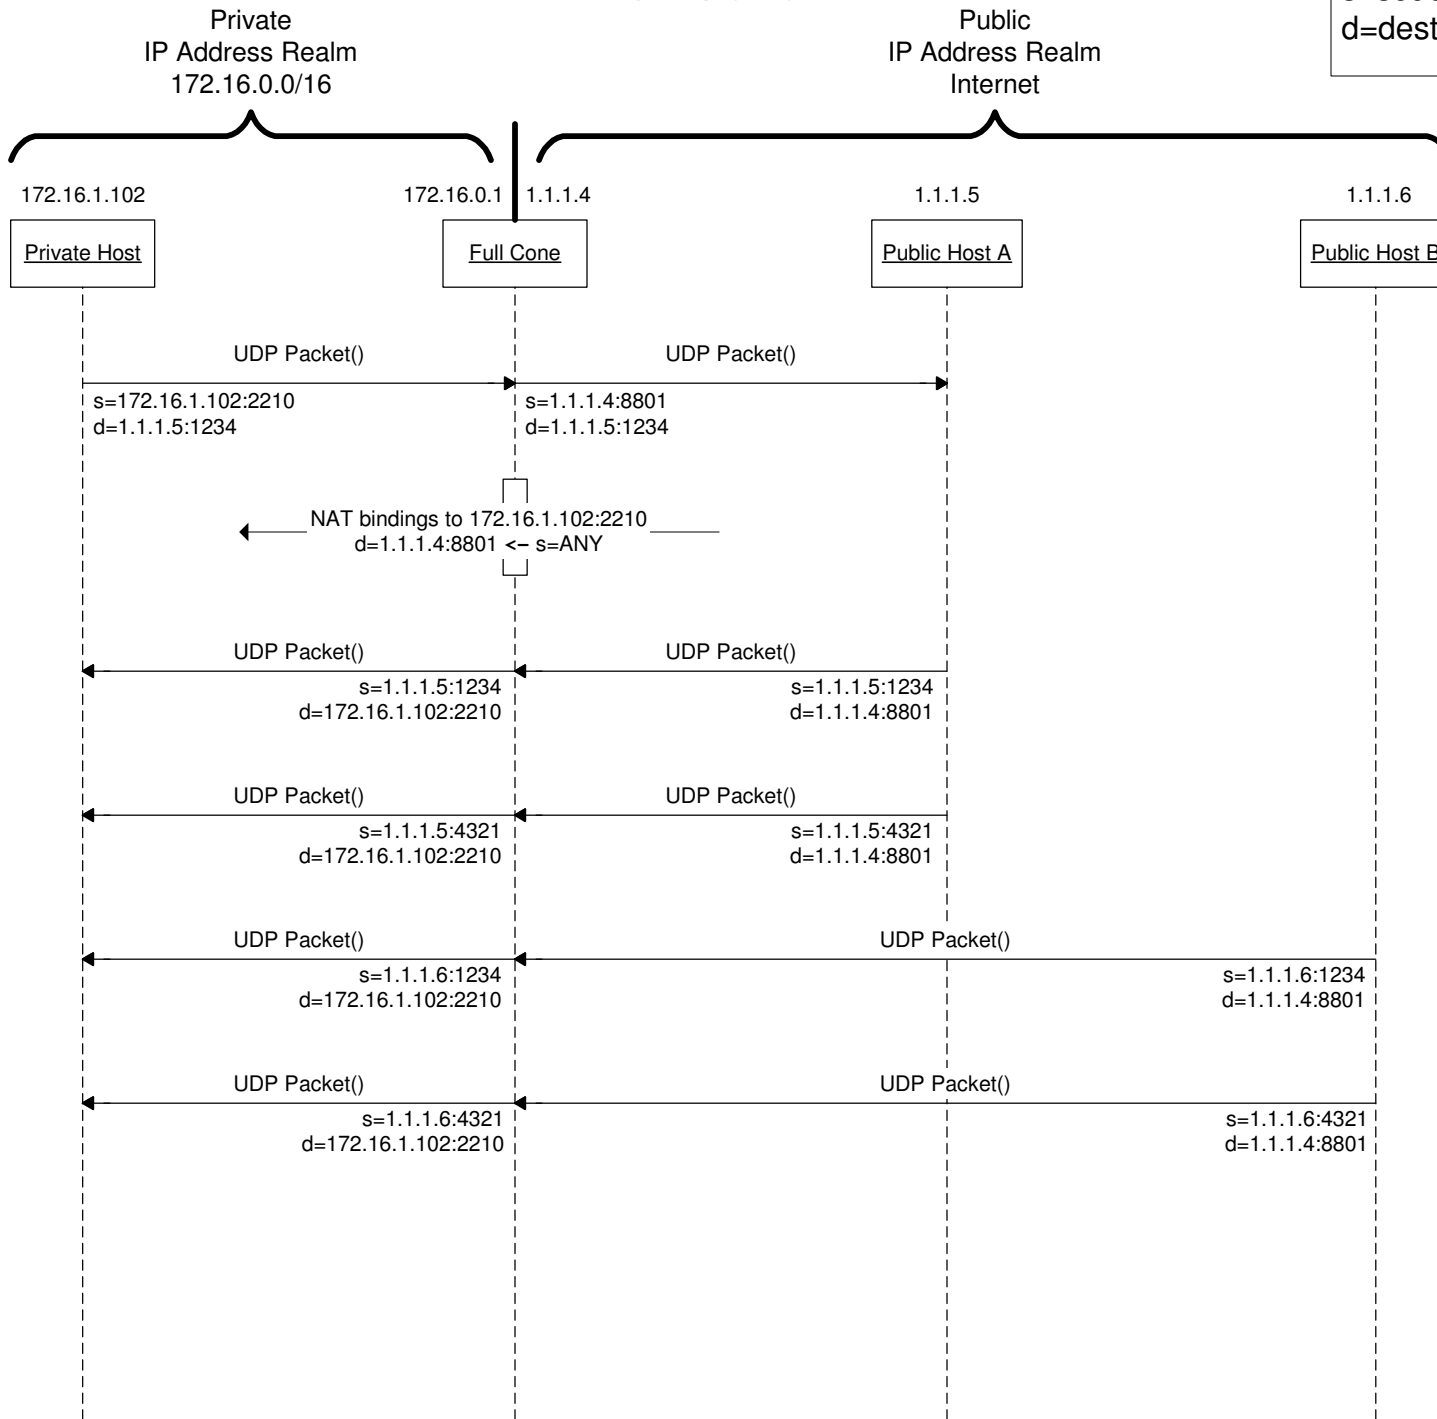 Private
IP Address Realm
172.16.0.0/16
Public
IP Address Realm
Internet
d=dest
172.16.1.102
172.16.0.1
1.1.1.4
1.1.1.5
1.1.1.6
Private Host
Full Cone
Public Host A
Public Host B
UDP Packet()
UDP Packet()
s=172.16.1.102:2210
d=1.1.1.5:1234
s=1.1.1.4:8801
d=1.1.1.5:1234
NAT bindings to 172.16.1.102:2210
d=1.1.1.4:8801 <– s=ANY
UDP Packet()
UDP Packet()
s=1.1.1.5:1234
d=172.16.1.102:2210
s=1.1.1.5:1234
d=1.1.1.4:8801
UDP Packet()
UDP Packet()
s=1.1.1.5:4321
d=172.16.1.102:2210
s=1.1.1.5:4321
d=1.1.1.4:8801
UDP Packet()
UDP Packet()
s=1.1.1.6:1234
d=172.16.1.102:2210
s=1.1.1.6:1234
d=1.1.1.4:8801
UDP Packet()
UDP Packet()
s=1.1.1.6:4321
d=172.16.1.102:2210
s=1.1.1.6:4321
d=1.1.1.4:8801